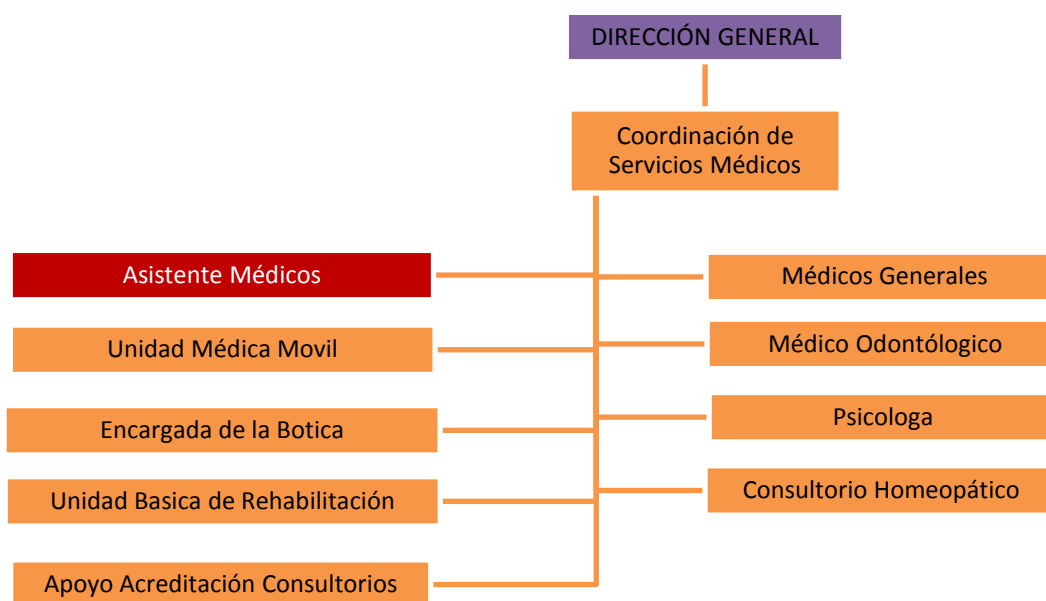 DIRECCIÓN GENERAL
Coordinación de
Servicios Médicos
Asistente Médicos
Médicos Generales
Unidad Médica Movil
Médico Odontólogico
Encargada de la Botica
Psicologa
Unidad Basica de Rehabilitación
Consultorio Homeopático
Apoyo Acreditación Consultorios